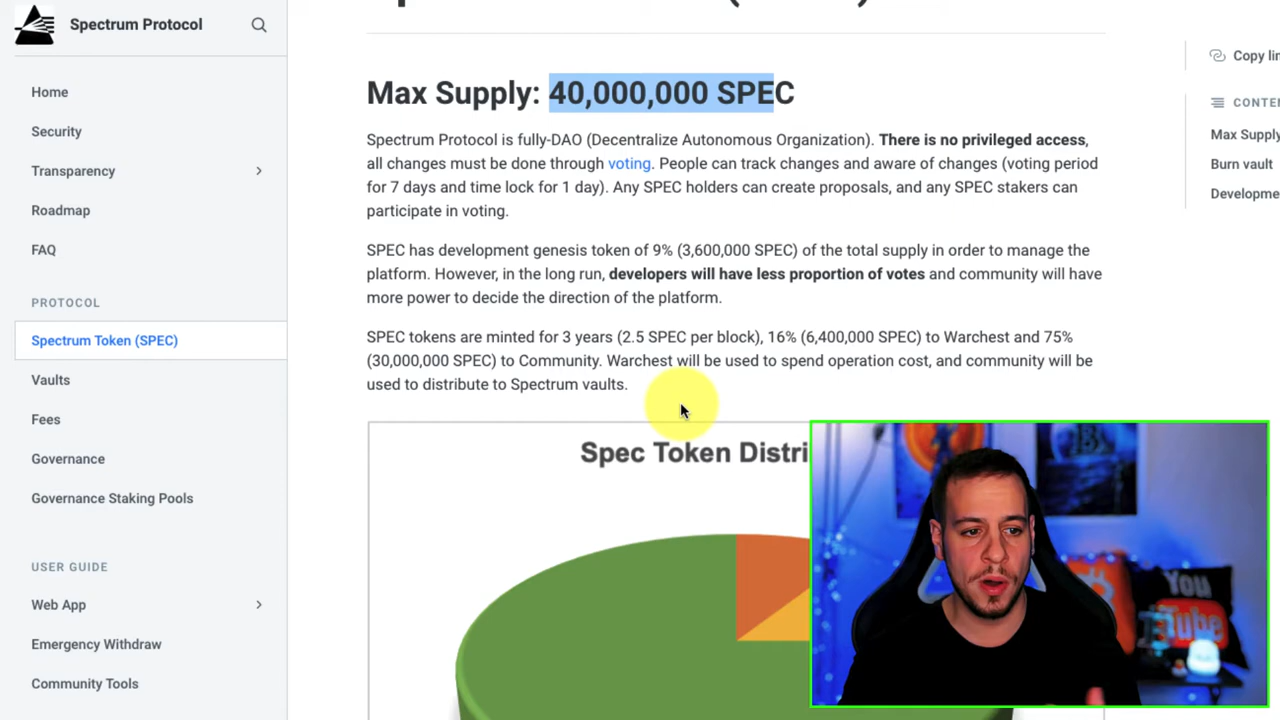 Spectrum Protocol
Home
Security
Transparency
Roadmap
FAQ
PROTOCOL
Spectrum Token (SPEC)
Vaults
Fees
Governance
Governance Staking Pools
USER GUIDE
Web App
Emergency Withdraw
Community Tools
Max Supply: 40,000,000 SPEC
Spectrum Protocol is fully-DAO (Decentralize Autonomous Organization). There is no privileged access,
all changes must be done through voting. People can track changes and aware of changes (voting period
for 7 days and time lock for 1 day). Any SPEC holders can create proposals, and any SPEC stakers can
participate in voting.
SPEC has development genesis token of 9% (3,600,000 SPEC) of the total supply in order to manage the
platform. However, in the long run, developers will have less proportion of votes and community will have
more power to decide the direction of the platform.
SPEC tokens are minted for 3 years (2.5 SPEC per block), 16% (6,400,000 SPEC) to Warchest and 75%
(30,000,000 SPEC) to Community. Warchest will be used to spend operation cost, and community will be
used to distribute to Spectrum vaults.
Spec Token Distri
Copy lin
CONTE
Max Supply
Burn vault
Developme
You
Tube